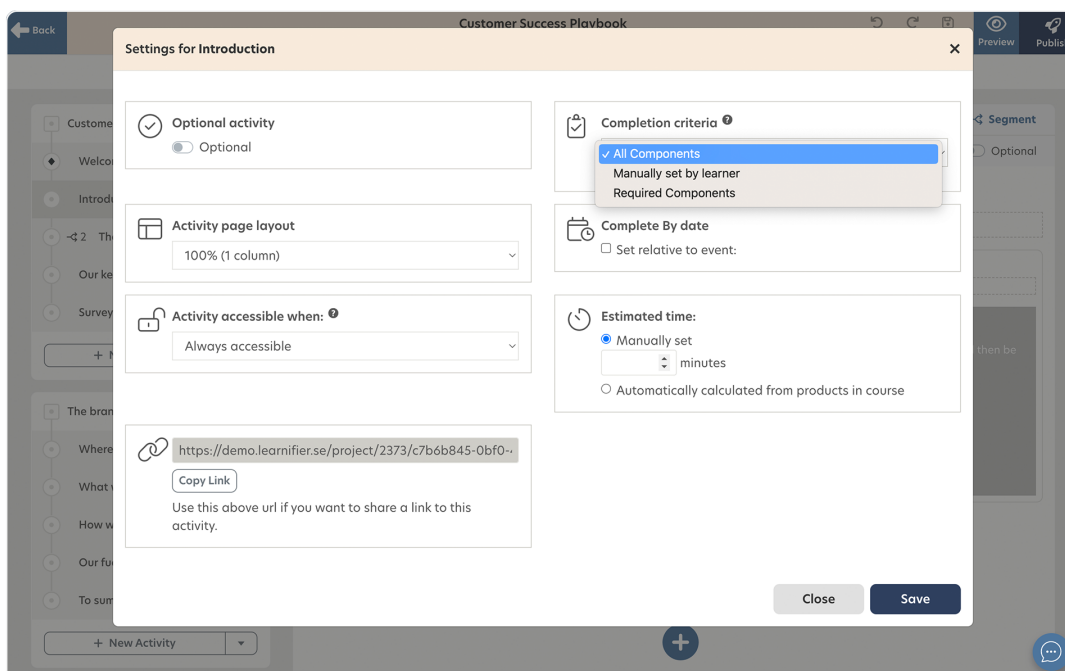 Customer Success Playbook
Back
Preview
Publis
Settings for Introduction
Optional activity
Optional
Completion criteria
All Components
Manually set by learner
Required Components
Activity page layout
100% (1 column)
Complete By date
Set relative to event:
Activity accessible when:
Always accessible
Estimated time:
Manually set
minutes
Automatically calculated from products in course
https://demo.learnifier.se/project/2373/c7b6b845-0bf0-
Copy Link
Use this above url if you want to share a link to this
activity.
Close
Save
Custome
Welco
Introdu
2 Th
Our ke
Survey
+ N
The bran
Where
What
How w
Our fu
To sum
+ New Activity
Segment
Optional
then be